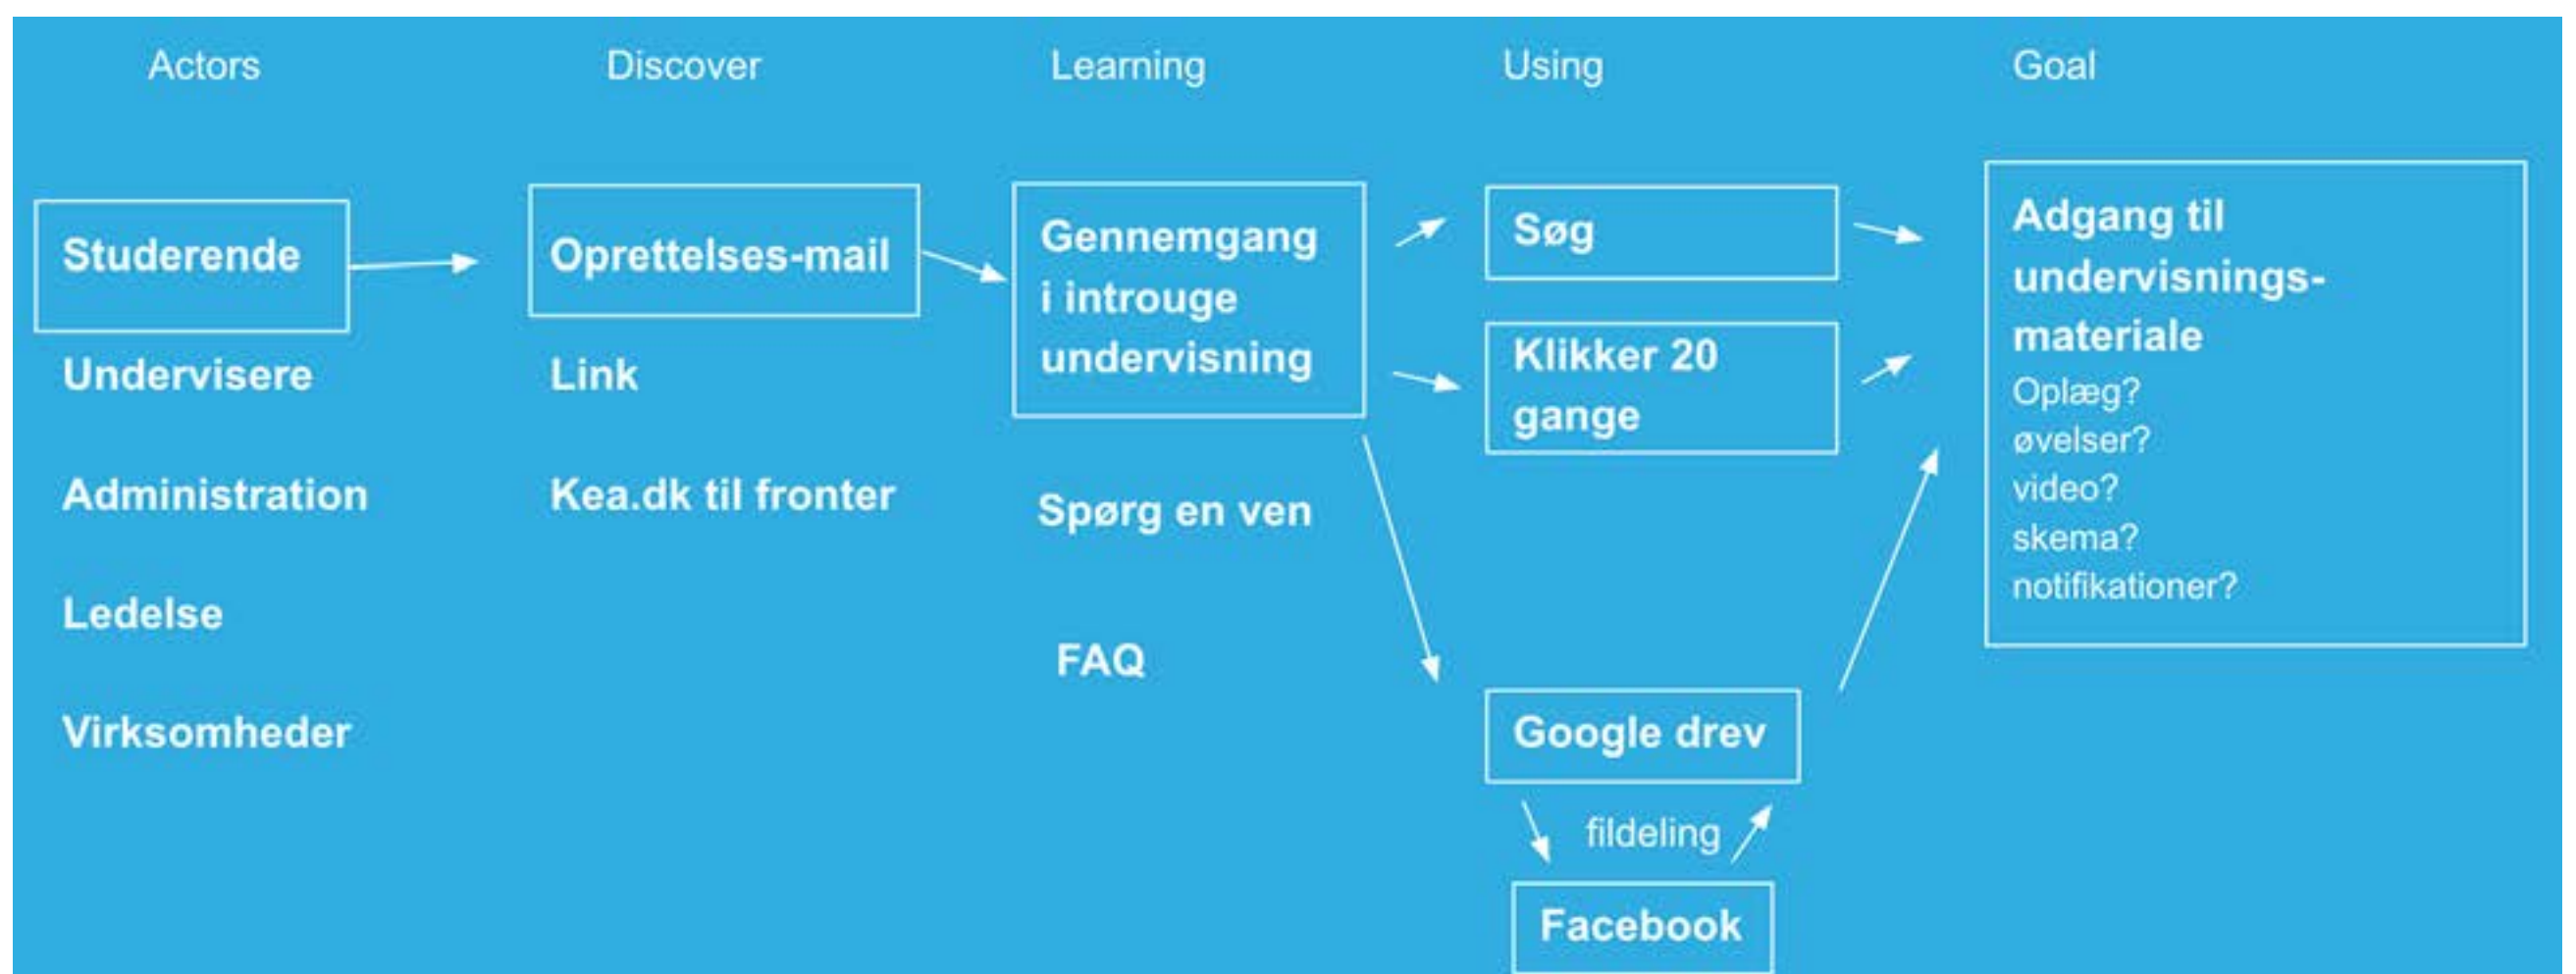 Actors
Discover
Learning
Using
Goal
Studerende
Undervisere
Administration
Ledelse
Virksomheder
Oprettelses-mail
Link
Kea.dk til fronter
Gennemgang
i introuge
undervisning
Spørg en ven
FAQ
Søg
Klikker 20
gange
Google drev
fildeling
Facebook
Adgang til
undervisnings-
materiale
Oplæg?
øvelser?
video?
skema?
notifikationer?